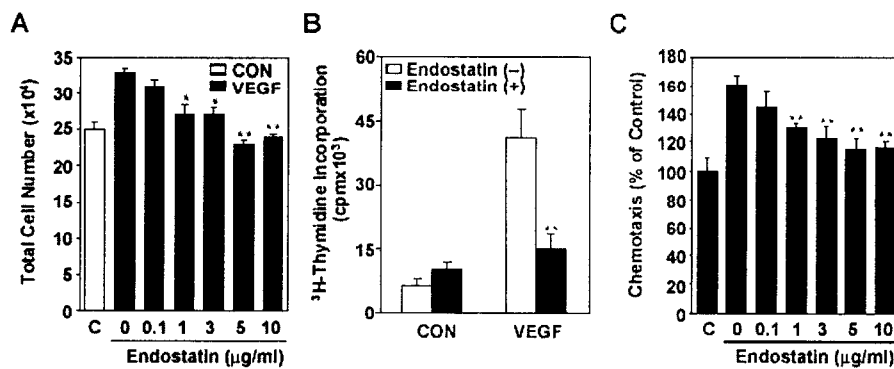 A
Total Cell Number (x10⁴)
35
30
25
20
15
10
5
0
CON
VEGF
*
*
**
**
C 0 0.1 1 3 5 10
Endostatin (μg/ml)
B
³H-Thymidine Incorporation
(cpmx10³)
60
45
30
15
0
Endostatin (–)
Endostatin (+)
**
CON VEGF
C
Chemotaxis (% of Control)
180
160
140
120
100
80
60
40
20
0
**
**
**
**
C 0 0.1 1 3 5 10
Endostatin (μg/ml)